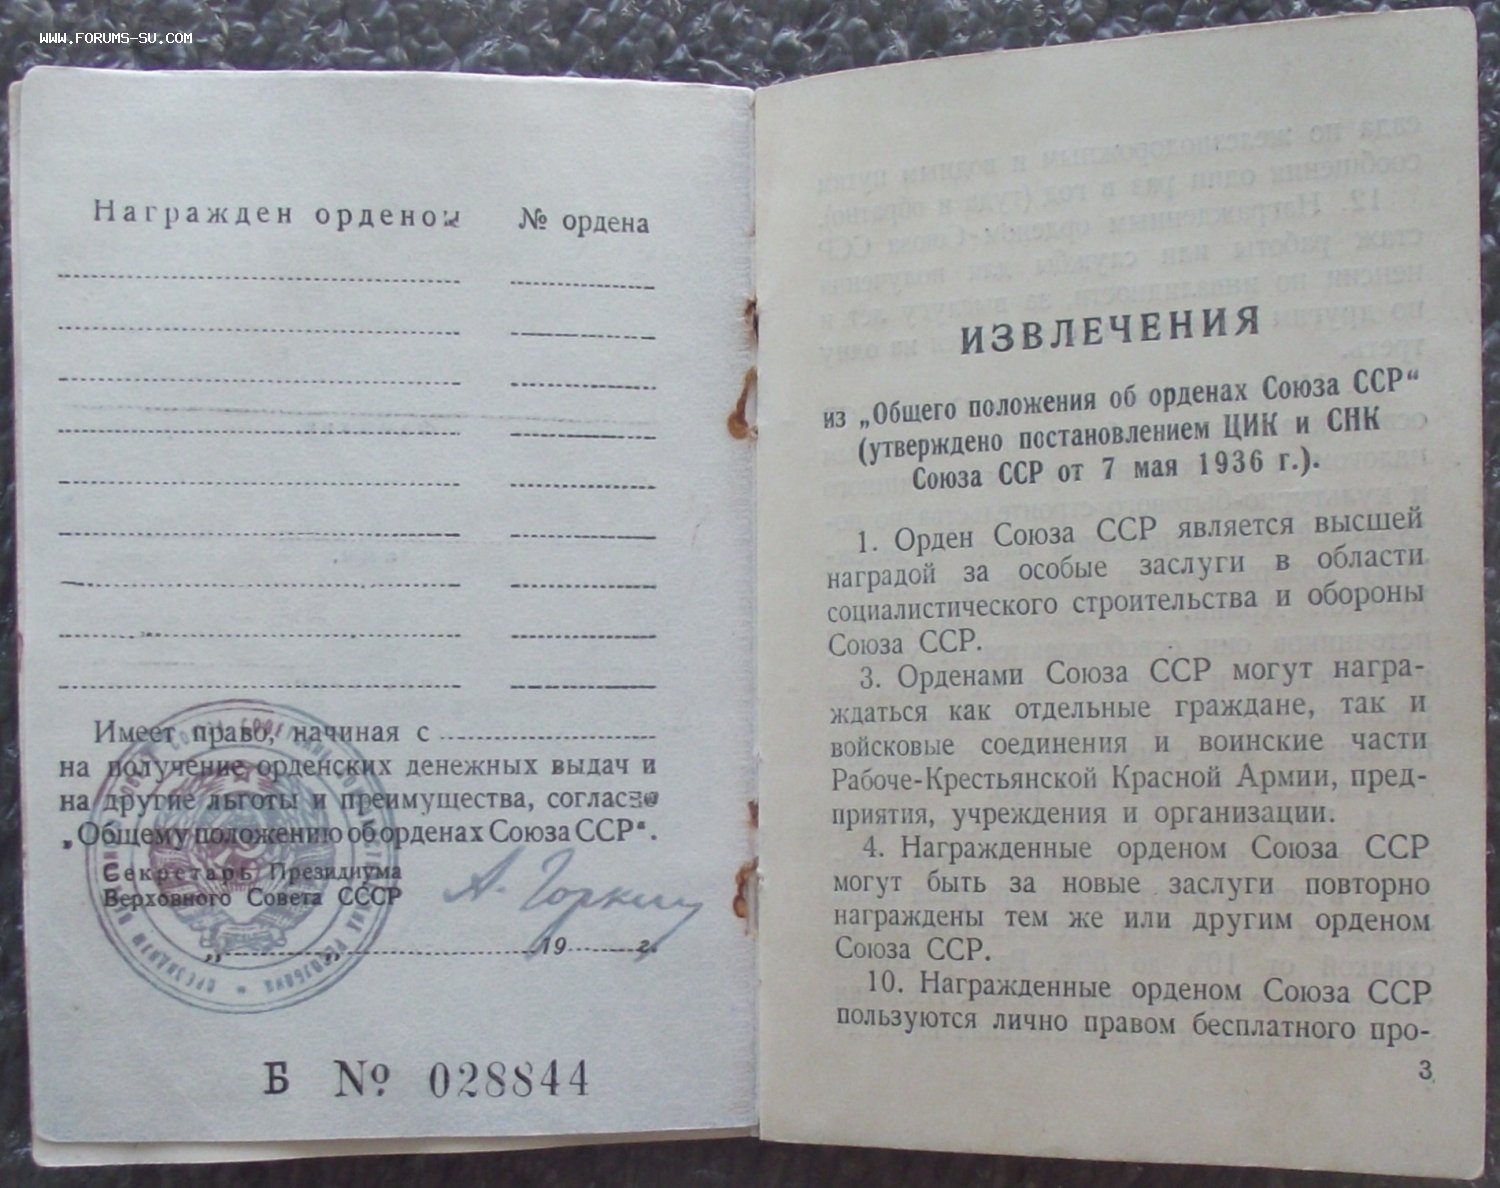 www.FORUMS-SU.COM
Награжден орденом № ордена
Имеет право, начиная с
на получение орденских денежных выдач и
на другие льготы и преимущества, согласно
„Общему положению об орденах Союза ССР“.
Секретарь Президиума
Верховного Совета СССР
А. Горкин
„ “ 19 г.
Б № 028844
ИЗВЛЕЧЕНИЯ
из „Общего положения об орденах Союза ССР“
(утверждено постановлением ЦИК и СНК
Союза ССР от 7 мая 1936 г.).
1. Орден Союза ССР является высшей
наградой за особые заслуги в области
социалистического строительства и обороны
Союза ССР.
3. Орденами Союза ССР могут награ-
ждаться как отдельные граждане, так и
войсковые соединения и воинские части
Рабоче-Крестьянской Красной Армии, пред-
приятия, учреждения и организации.
4. Награжденные орденом Союза ССР
могут быть за новые заслуги повторно
награждены тем же или другим орденом
Союза ССР.
10. Награжденные орденом Союза ССР
пользуются лично правом бесплатного про-
3